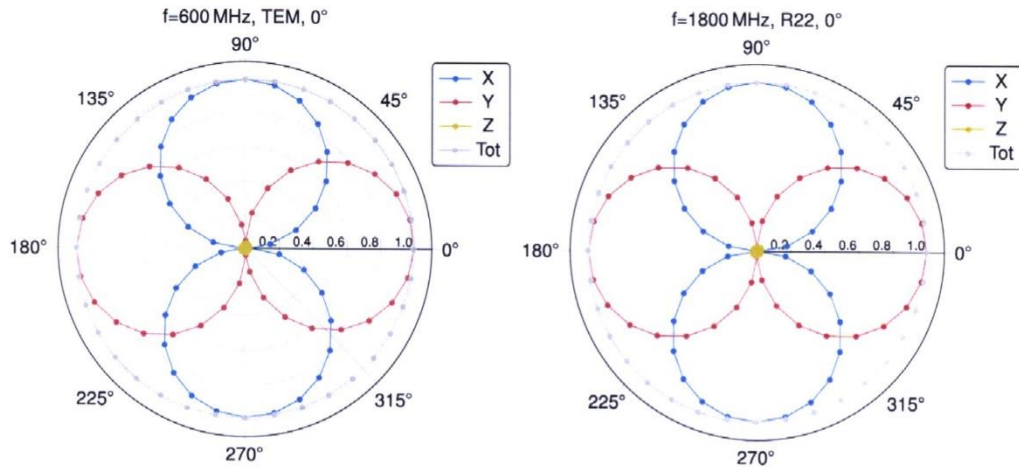 f=600 MHz, TEM, 0°
90°
135°
45°
180°
0.2 0.4 0.6 0.8 1.0
0°
225°
315°
270°
X
Y
Z
Tot
f=1800 MHz, R22, 0°
90°
135°
45°
180°
0.2 0.4 0.6 0.8 1.0
0°
225°
315°
270°
X
Y
Z
Tot